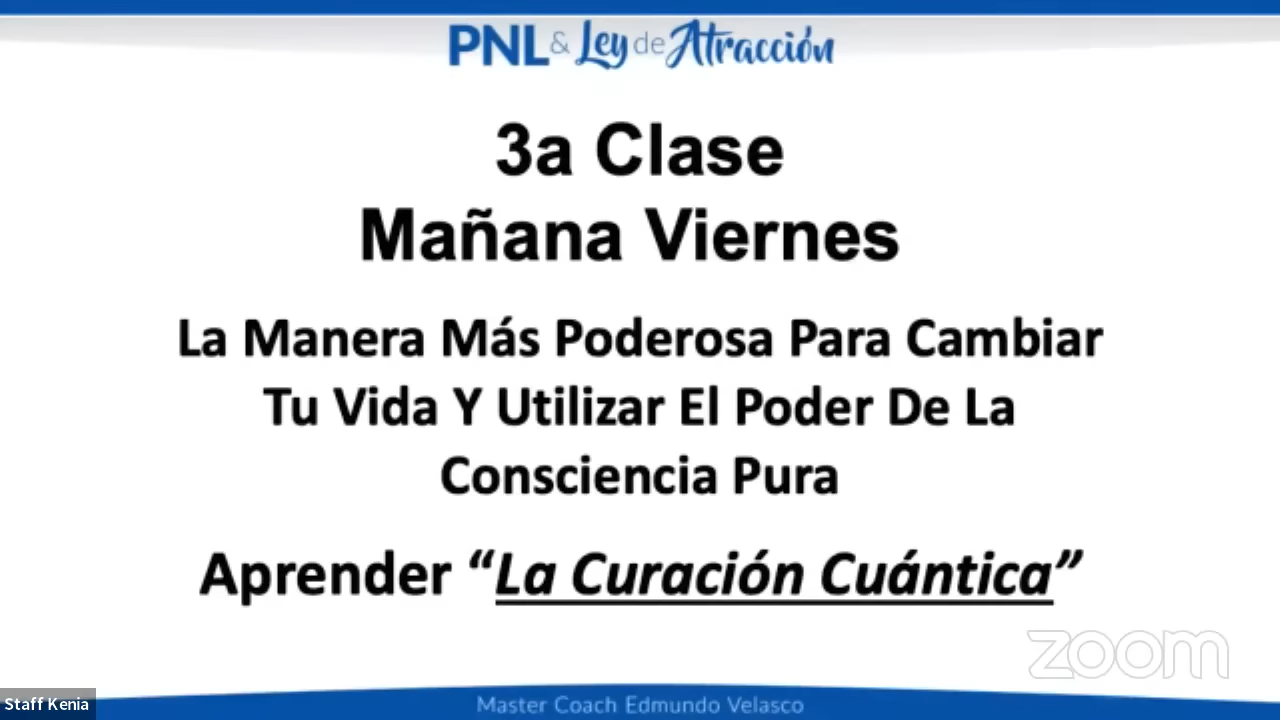 PNL & Ley de Atracción
3a Clase
Mañana Viernes
La Manera Más Poderosa Para Cambiar
Tu Vida Y Utilizar El Poder De La
Consciencia Pura
Aprender “La Curación Cuántica”
zoom
Staff Kenia
Master Coach Edmundo Velasco